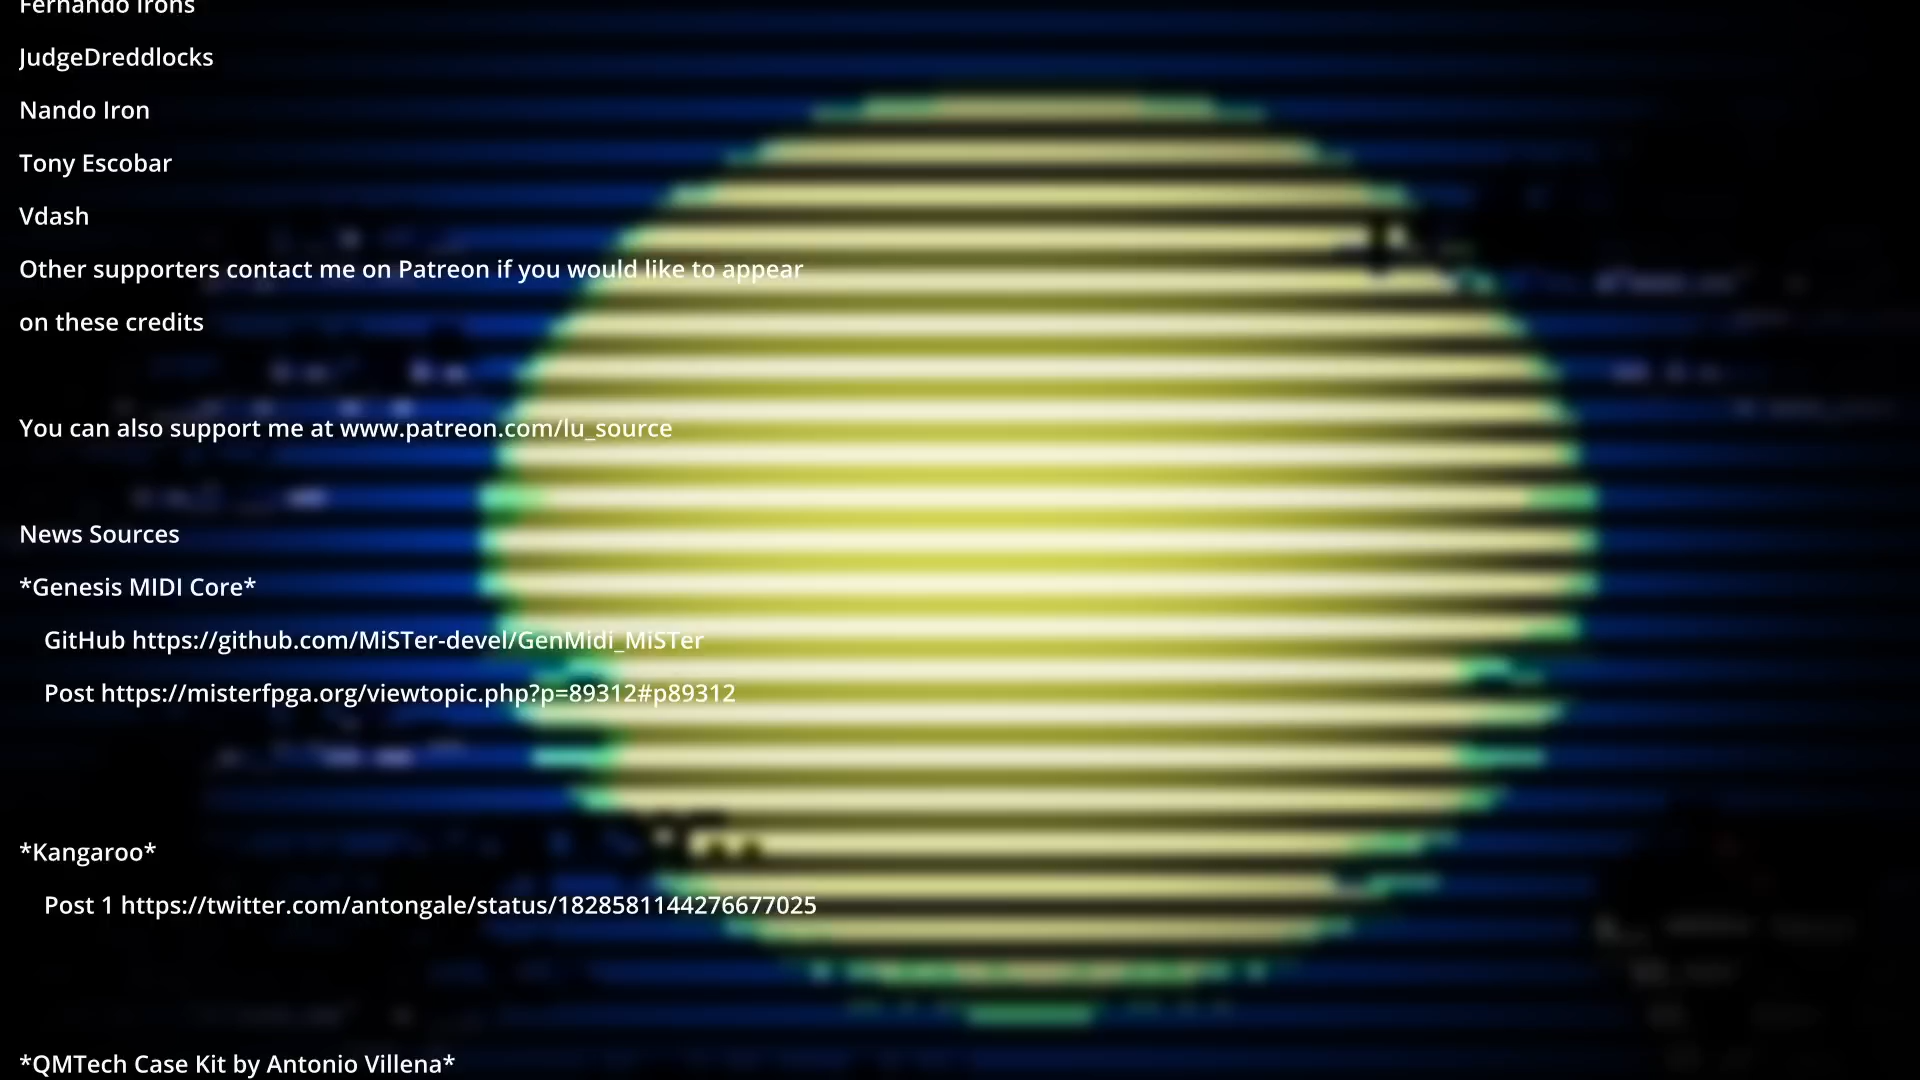 Fernando Irons
JudgeDreddlocks
Nando Iron
Tony Escobar
Vdash
Other supporters contact me on Patreon if you would like to appear
on these credits
You can also support me at www.patreon.com/lu_source
News Sources
*Genesis MIDI Core*
GitHub https://github.com/MiSTer-devel/GenMidi_MiSTer
Post https://misterfpga.org/viewtopic.php?p=89312#p89312
*Kangaroo*
Post 1 https://twitter.com/antongale/status/1828581144276677025
*QMTech Case Kit by Antonio Villena*